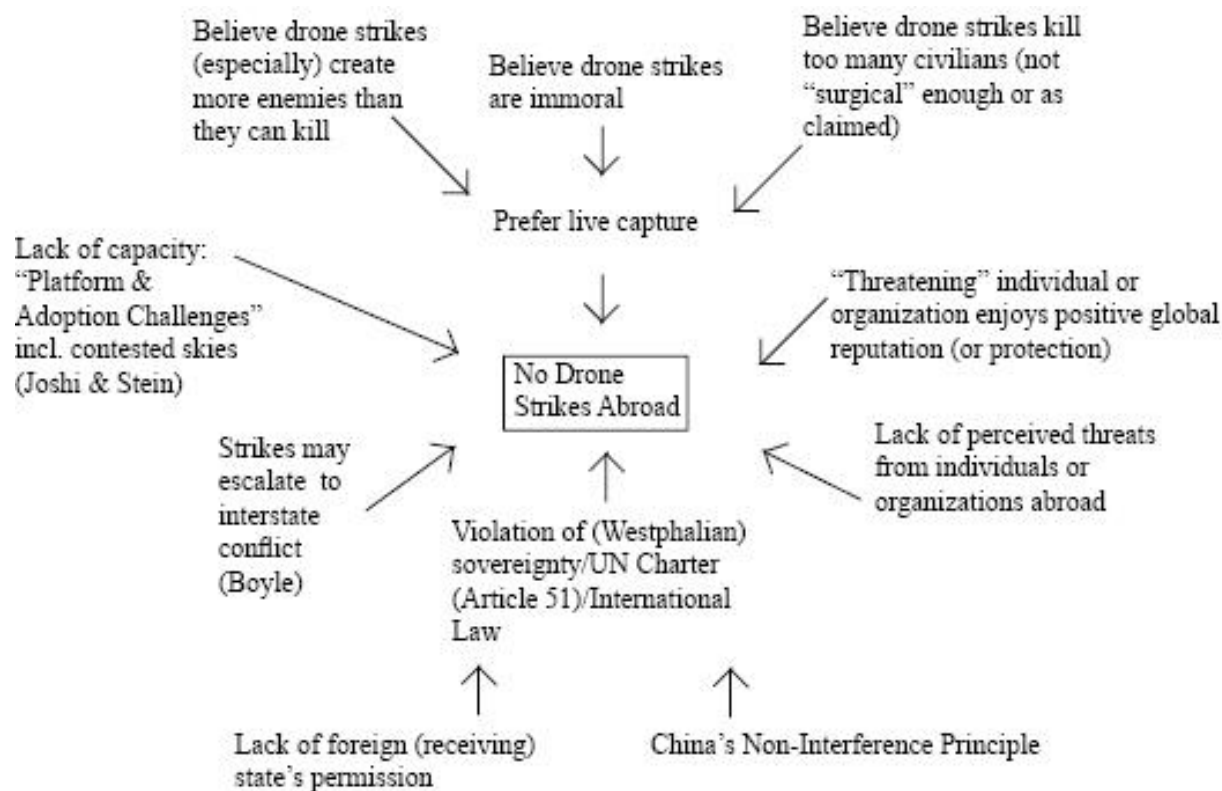 Believe drone strikes
(especially) create
more enemies than
they can kill
Believe drone strikes
are immoral
Believe drone strikes kill
too many civilians (not
“surgical” enough or as
claimed)
Prefer live capture
Lack of capacity:
“Platform &
Adoption Challenges”
incl. contested skies
(Joshi & Stein)
“Threatening” individual or
organization enjoys positive global
reputation (or protection)
No Drone
Strikes Abroad
Strikes may
escalate to
interstate
conflict
(Boyle)
Lack of perceived threats
from individuals or
organizations abroad
Violation of (Westphalian)
sovereignty/UN Charter
(Article 51)/International
Law
Lack of foreign (receiving)
state’s permission
China’s Non-Interference Principle